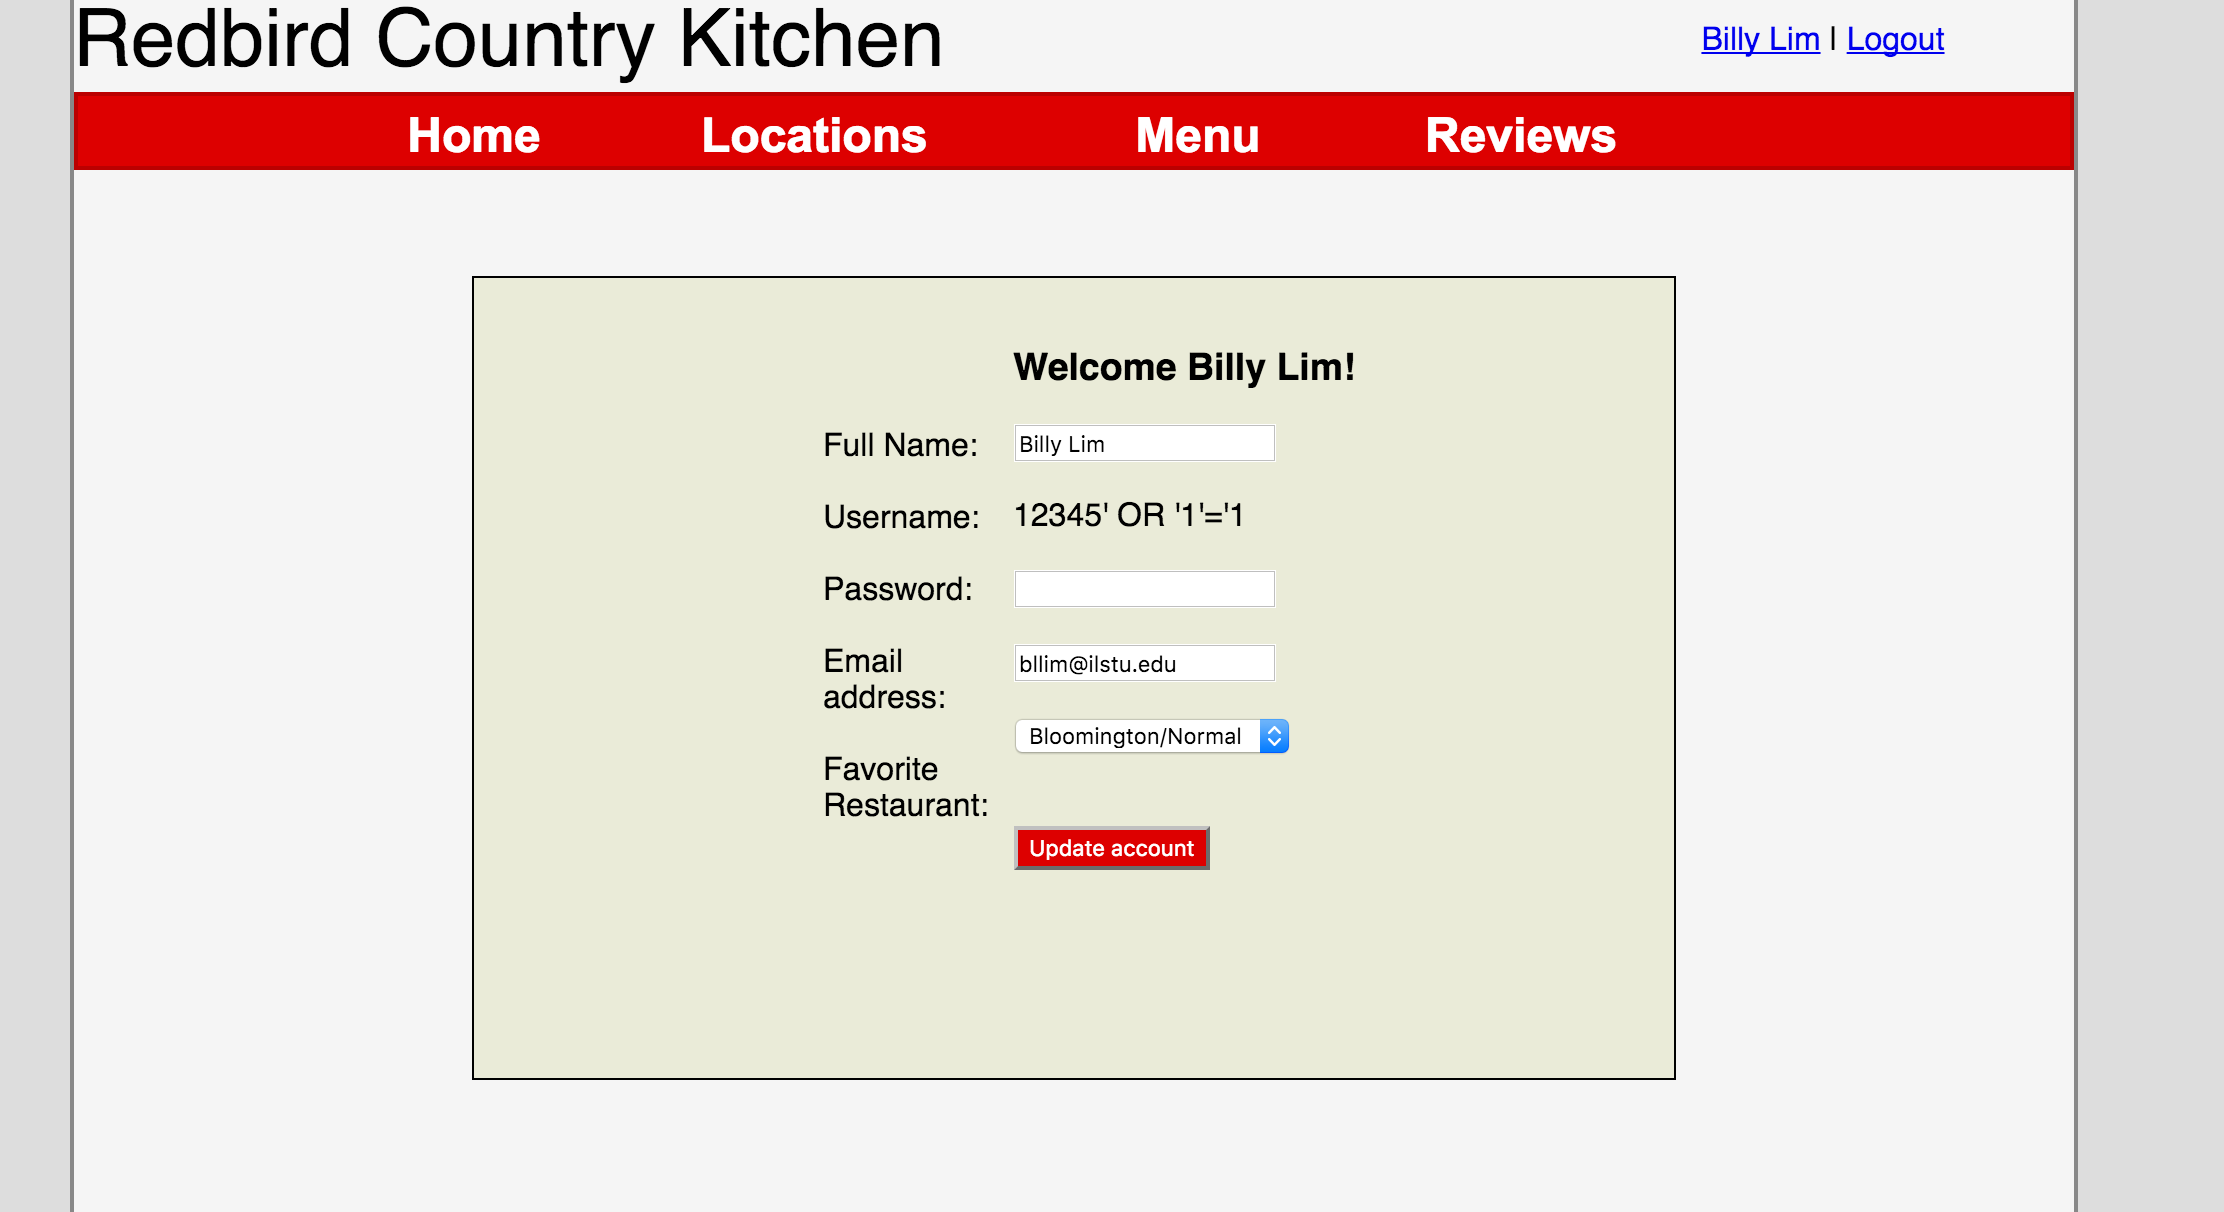 Redbird Country Kitchen
Billy Lim | Logout
Home Locations Menu Reviews
Welcome Billy Lim!
Full Name: Billy Lim
Username: 12345' OR '1'='1
Password:
Email
address:
bllim@ilstu.edu
Bloomington/Normal
Favorite
Restaurant:
Update account